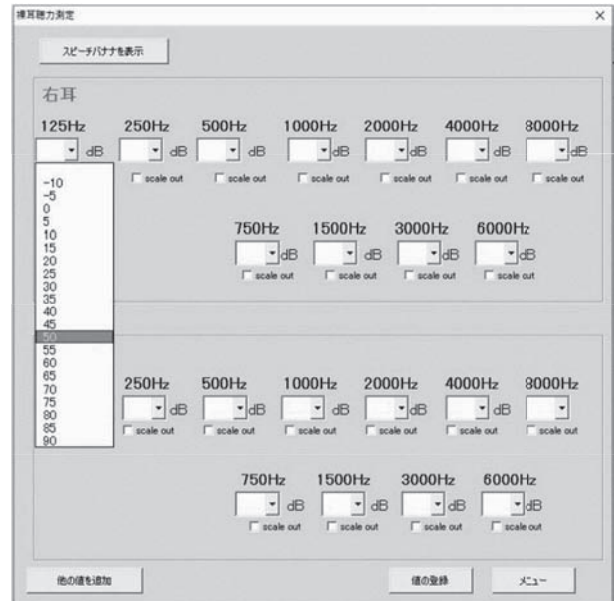 裸耳聴力測定
スピーチバナナを表示
右耳
125Hz 250Hz 500Hz 1000Hz 2000Hz 4000Hz 8000Hz
dB dB dB dB dB dB dB
scale out scale out scale out scale out scale out scale out
-10
-5
0
5
10
15
20
25
30
35
40
45
50
55
60
65
70
75
80
85
90
750Hz 1500Hz 3000Hz 6000Hz
dB dB dB dB
scale out scale out scale out scale out
250Hz 500Hz 1000Hz 2000Hz 4000Hz 8000Hz
dB dB dB dB dB
scale out scale out scale out scale out scale out scale out
750Hz 1500Hz 3000Hz 6000Hz
dB dB dB dB
scale out scale out scale out scale out
他の値を追加 値の登録 メニュー